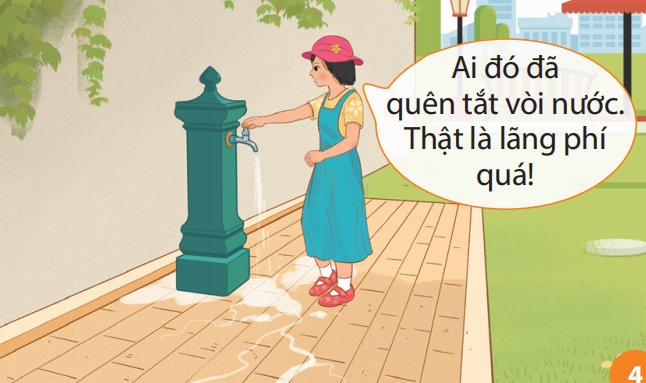 Ai đó đã
quên tắt vòi nước.
Thật là lãng phí
quá!
4